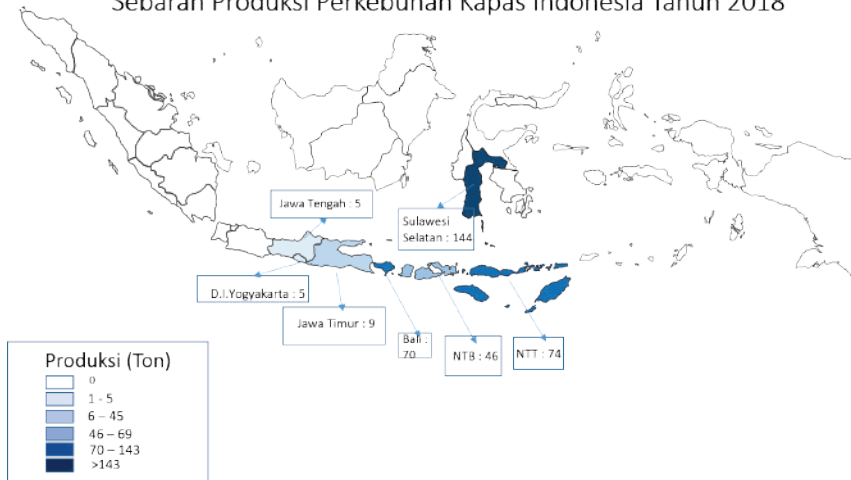 Sebaran Produksi Perkebunan Kapas Indonesia Tahun 2018
Jawa Tengah : 5
Sulawesi
Selatan : 144
D.I.Yogyakarta : 5
Jawa Timur : 9
Bali :
70
NTB : 46
NTT : 74
Produksi (Ton)
0
1 - 5
6 – 45
46 – 69
70 – 143
>143